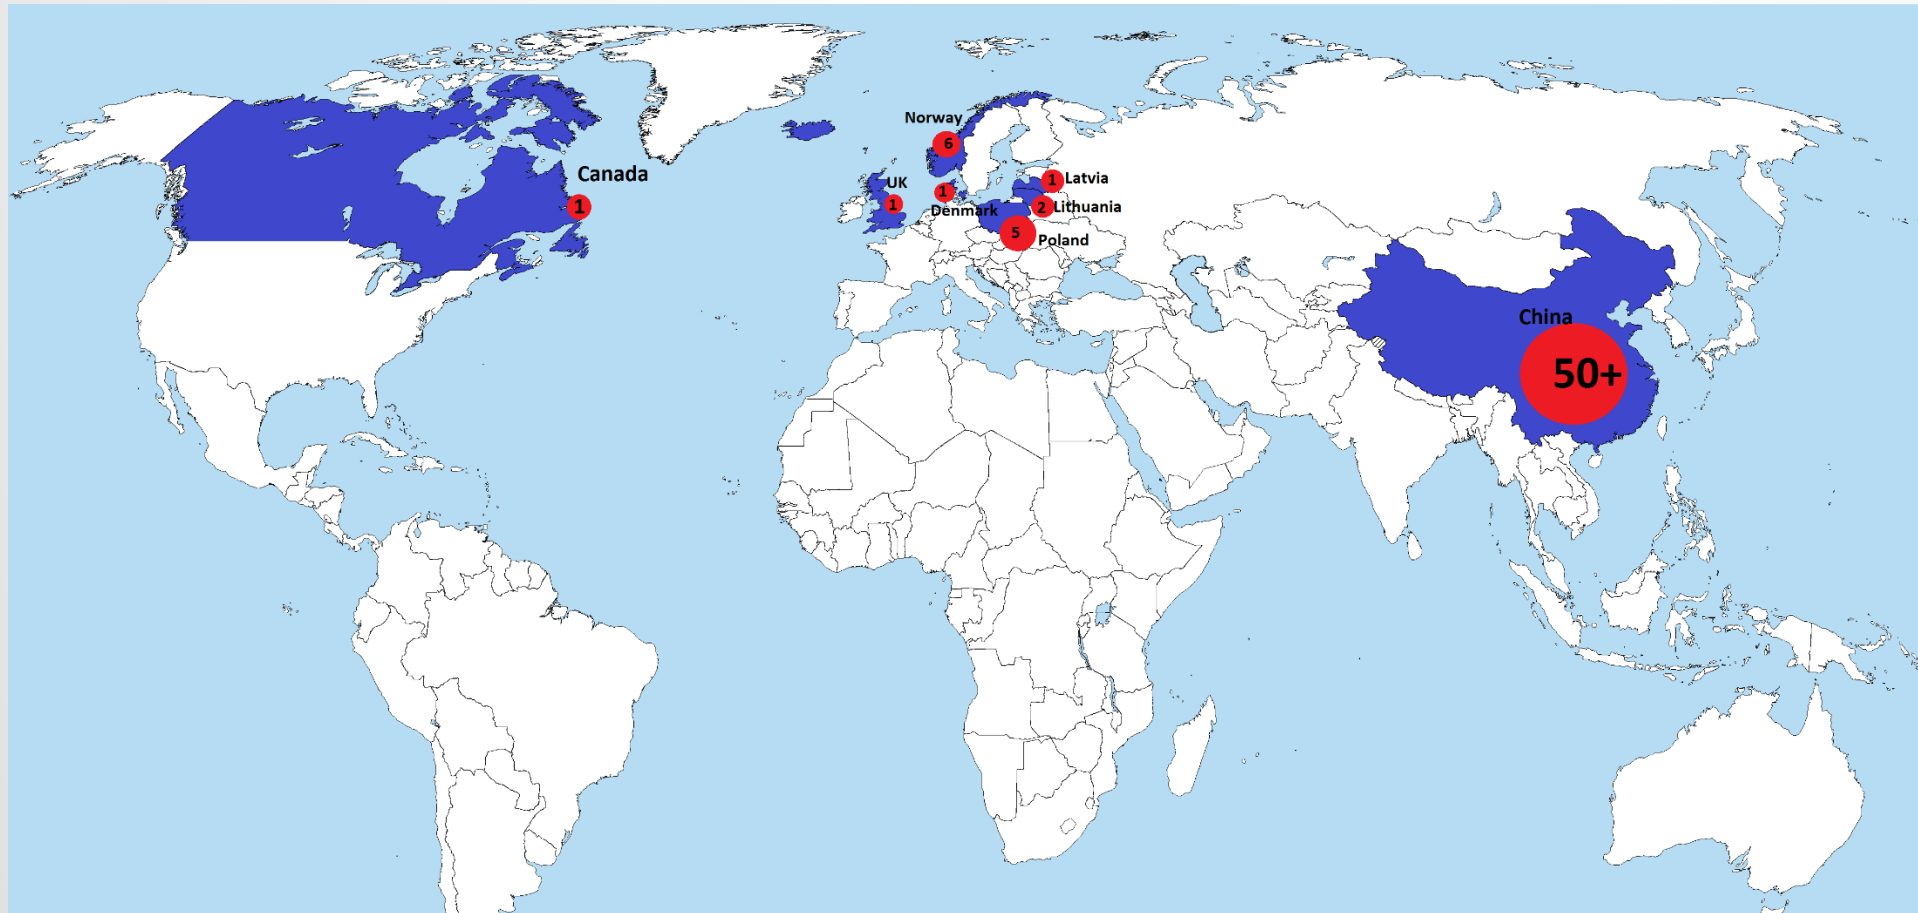 Norway
6
Canada
1
UK
1
1
Denmark
1 Latvia
2 Lithuania
5
Poland
China
50+